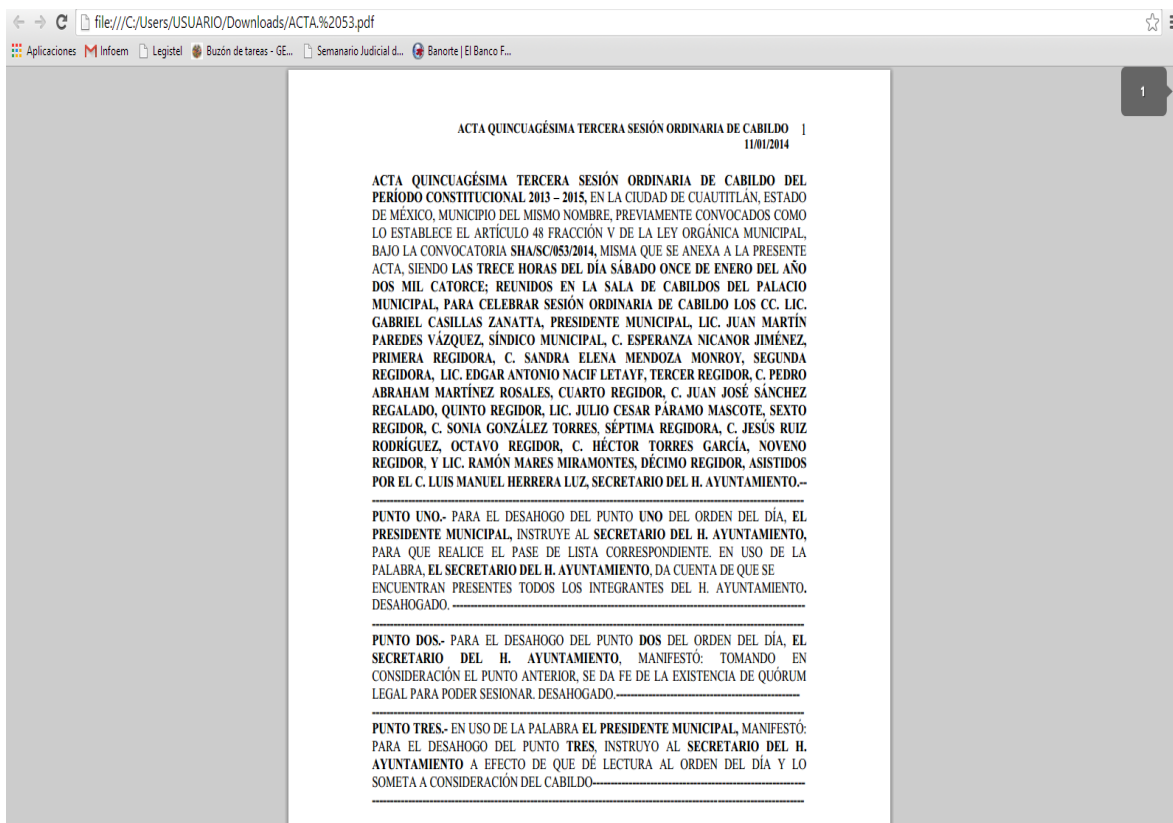 file:///C:/Users/USUARIO/Downloads/ACTA.%2053.pdf
Aplicaciones Infoem Legistel Buzón de tareas - GE... Semanario Judicial d... Banorte | El Banco F...
1
ACTA QUINCUAGÉSIMA TERCERA SESIÓN ORDINARIA DE CABILDO 1
11/01/2014
ACTA QUINCUAGÉSIMA TERCERA SESIÓN ORDINARIA DE CABILDO DEL
PERÍODO CONSTITUCIONAL 2013 – 2015, EN LA CIUDAD DE CUAUTITLÁN, ESTADO
DE MÉXICO, MUNICIPIO DEL MISMO NOMBRE, PREVIAMENTE CONVOCADOS COMO
LO ESTABLECE EL ARTÍCULO 48 FRACCIÓN V DE LA LEY ORGÁNICA MUNICIPAL,
BAJO LA CONVOCATORIA SHA/SC/053/2014, MISMA QUE SE ANEXA A LA PRESENTE
ACTA, SIENDO LAS TRECE HORAS DEL DÍA SÁBADO ONCE DE ENERO DEL AÑO
DOS MIL CATORCE; REUNIDOS EN LA SALA DE CABILDOS DEL PALACIO
MUNICIPAL, PARA CELEBRAR SESIÓN ORDINARIA DE CABILDO LOS CC. LIC.
GABRIEL CASILLAS ZANATTA, PRESIDENTE MUNICIPAL, LIC. JUAN MARTÍN
PAREDES VÁZQUEZ, SÍNDICO MUNICIPAL, C. ESPERANZA NICANOR JIMÉNEZ,
PRIMERA REGIDORA, C. SANDRA ELENA MENDOZA MONROY, SEGUNDA
REGIDORA, LIC. EDGAR ANTONIO NACIF LETAYF, TERCER REGIDOR, C. PEDRO
ABRAHAM MARTÍNEZ ROSALES, CUARTO REGIDOR, C. JUAN JOSÉ SÁNCHEZ
REGALADO, QUINTO REGIDOR, LIC. JULIO CESAR PÁRAMO MASCOTE, SEXTO
REGIDOR, C. SONIA GONZÁLEZ TORRES, SÉPTIMA REGIDORA, C. JESÚS RUIZ
RODRÍGUEZ, OCTAVO REGIDOR, C. HÉCTOR TORRES GARCÍA, NOVENO
REGIDOR, Y LIC. RAMÓN MARES MIRAMONTES, DÉCIMO REGIDOR, ASISTIDOS
POR EL C. LUIS MANUEL HERRERA LUZ, SECRETARIO DEL H. AYUNTAMIENTO.--
PUNTO UNO.- PARA EL DESAHOGO DEL PUNTO UNO DEL ORDEN DEL DÍA, EL
PRESIDENTE MUNICIPAL, INSTRUYE AL SECRETARIO DEL H. AYUNTAMIENTO,
PARA QUE REALICE EL PASE DE LISTA CORRESPONDIENTE. EN USO DE LA
PALABRA, EL SECRETARIO DEL H. AYUNTAMIENTO, DA CUENTA DE QUE SE
ENCUENTRAN PRESENTES TODOS LOS INTEGRANTES DEL H. AYUNTAMIENTO.
DESAHOGADO. ----------
PUNTO DOS.- PARA EL DESAHOGO DEL PUNTO DOS DEL ORDEN DEL DÍA, EL
SECRETARIO DEL H. AYUNTAMIENTO, MANIFESTÓ: TOMANDO EN
CONSIDERACIÓN EL PUNTO ANTERIOR, SE DA FE DE LA EXISTENCIA DE QUÓRUM
LEGAL PARA PODER SESIONAR. DESAHOGADO.----------
PUNTO TRES.- EN USO DE LA PALABRA EL PRESIDENTE MUNICIPAL, MANIFESTÓ:
PARA EL DESAHOGO DEL PUNTO TRES, INSTRUYO AL SECRETARIO DEL H.
AYUNTAMIENTO A EFECTO DE QUE DÉ LECTURA AL ORDEN DEL DÍA Y LO
SOMETA A CONSIDERACIÓN DEL CABILDO----------